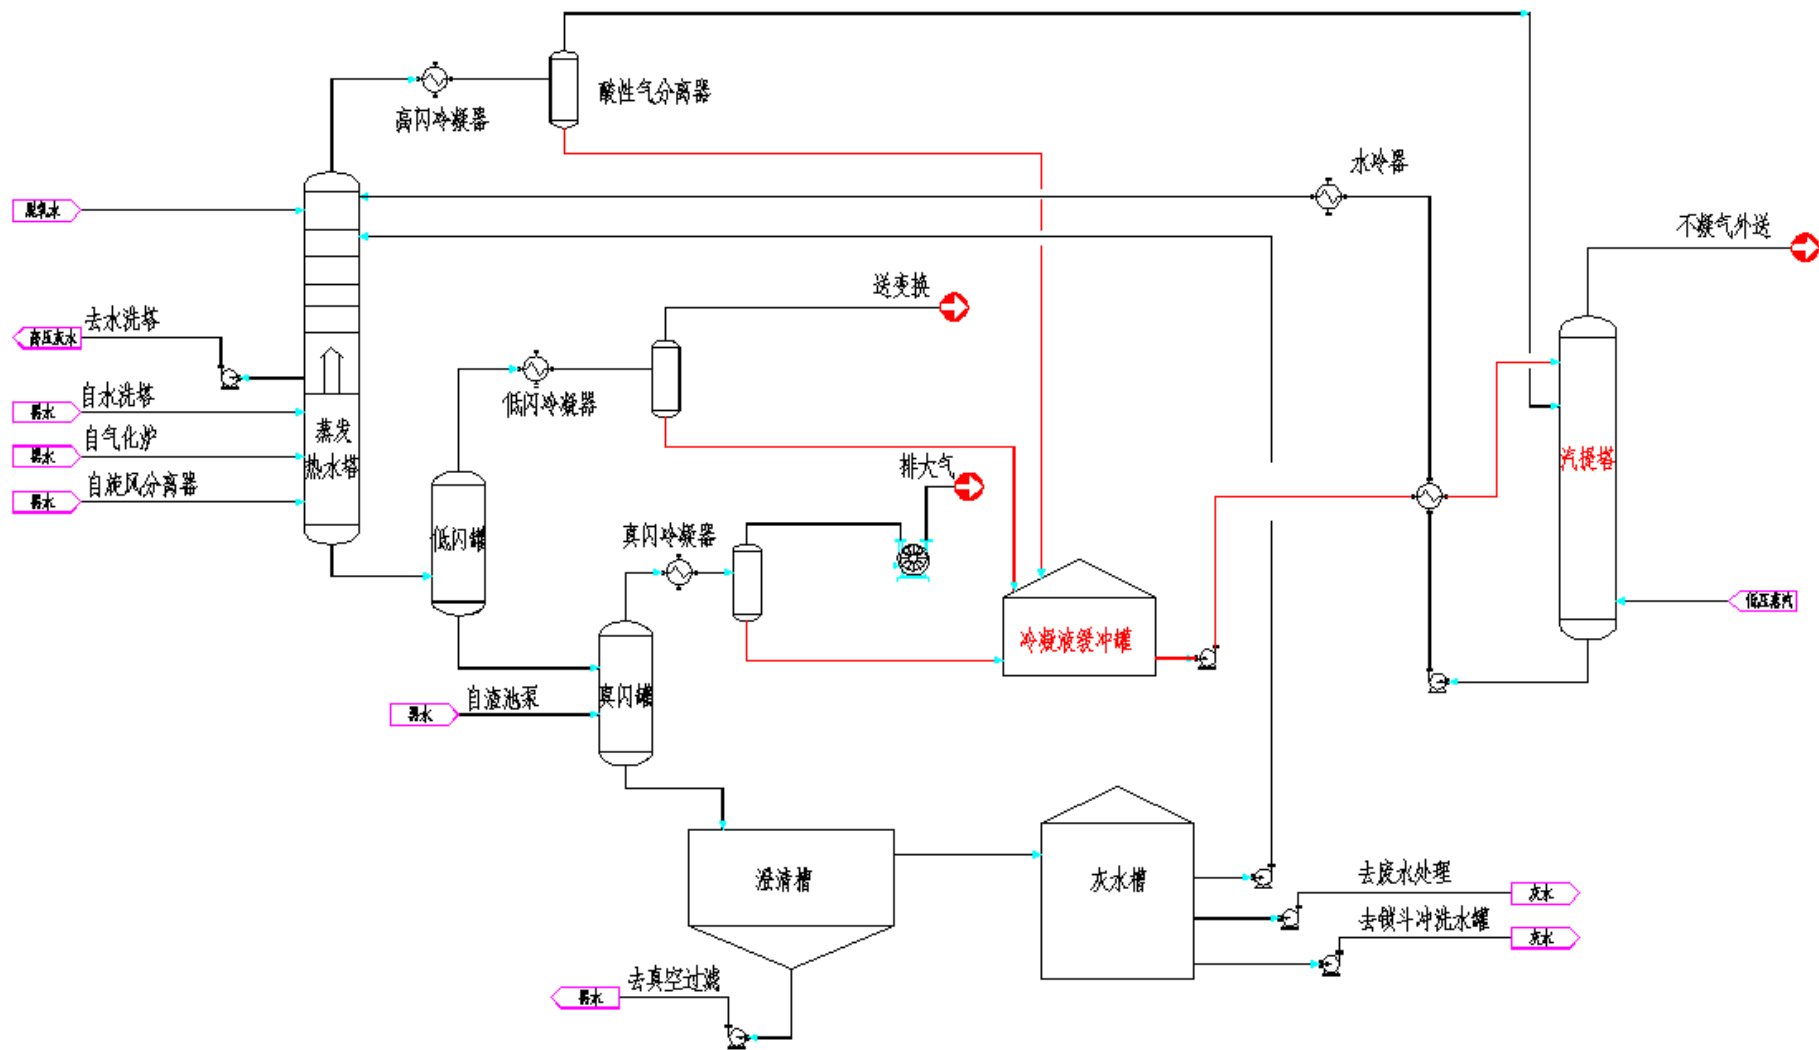 酸性气分离器
高闪冷凝器
水冷器
脱氧水
不凝气外送
送变换
去水洗塔
高压灰水
低闪冷凝器
自水洗塔
黑水
自气化炉
黑水
蒸发
热水塔
自旋风分离器
黑水
排大气
汽提塔
低闪罐
真闪冷凝器
低压蒸汽
冷凝液缓冲罐
自渣池泵
黑水
真闪罐
澄清槽
灰水槽
去废水处理
灰水
去锁斗冲洗水罐
灰水
去真空过滤
黑水